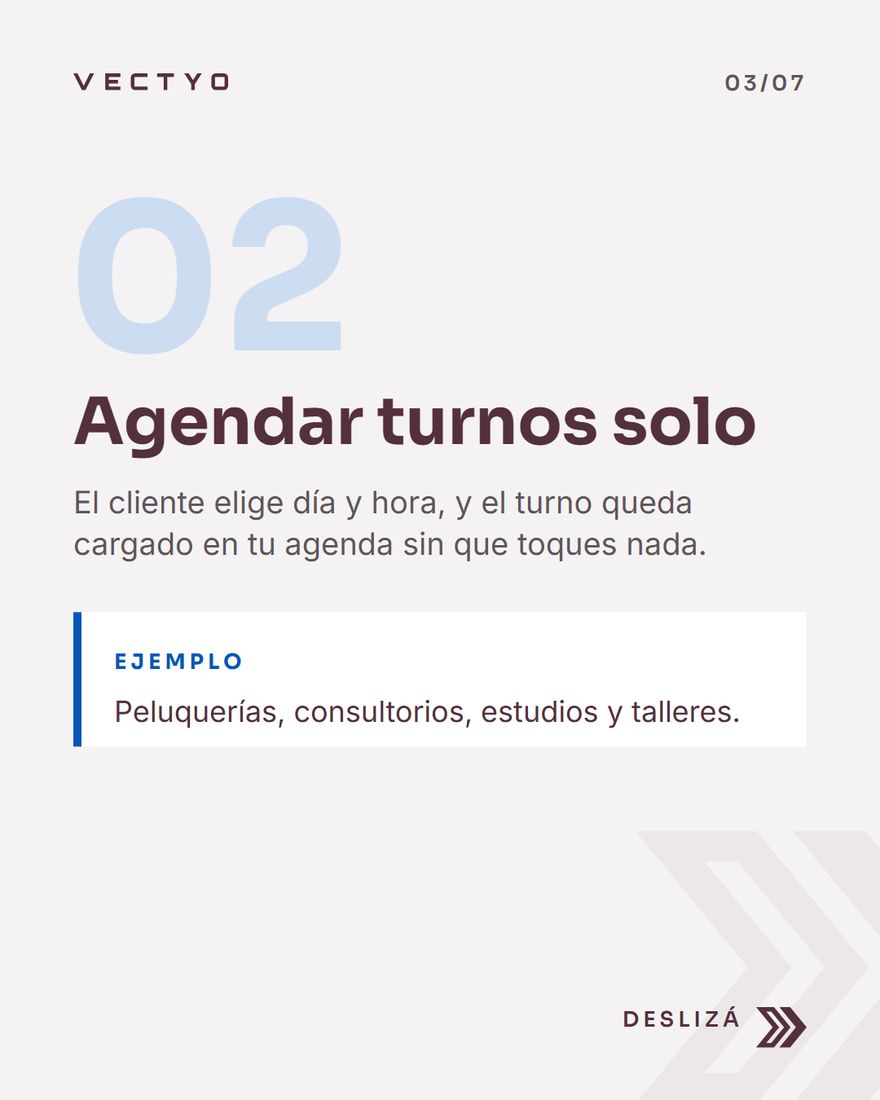 VECTYO
03/07
02
Agendar turnos solo
El cliente elige día y hora, y el turno queda
cargado en tu agenda sin que toques nada.
EJEMPLO
Peluquerías, consultorios, estudios y talleres.
DESLIZÁ